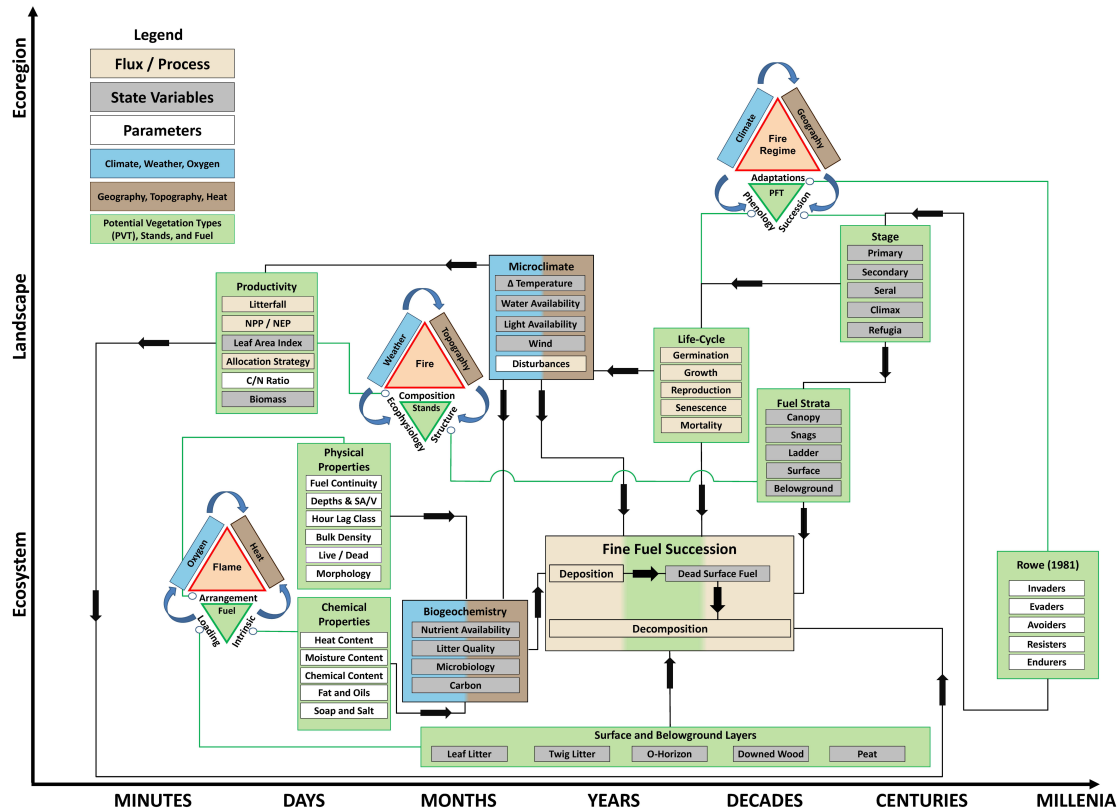 Legend
Flux / Process
State Variables
Parameters
Climate, Weather, Oxygen
Geography, Topography, Heat
Potential Vegetation Types
(PVT), Stands, and Fuel
Ecoregion
Landscape
Ecosystem
Climate
Geography
Fire
Regime
Adaptations
PFT
Phenology
Succession
Stage
Primary
Secondary
Seral
Climax
Refugia
Microclimate
Δ Temperature
Water Availability
Light Availability
Wind
Disturbances
Productivity
Litterfall
NPP / NEP
Leaf Area Index
Allocation Strategy
C/N Ratio
Biomass
Weather
Topography
Fire
Composition
Stands
Ecophysiology
Structure
Life-Cycle
Germination
Growth
Reproduction
Senescence
Mortality
Fuel Strata
Canopy
Snags
Ladder
Surface
Belowground
Physical
Properties
Fuel Continuity
Depths & SA/V
Hour Lag Class
Bulk Density
Live / Dead
Morphology
Oxygen
Heat
Flame
Arrangement
Fuel
Loading
Intrinsic
Chemical
Properties
Heat Content
Moisture Content
Chemical Content
Fat and Oils
Soap and Salt
Biogeochemistry
Nutrient Availability
Litter Quality
Microbiology
Carbon
Fine Fuel Succession
Deposition
Dead Surface Fuel
Decomposition
Rowe (1981)
Invaders
Evaders
Avoiders
Resisters
Endurers
Surface and Belowground Layers
Leaf Litter
Twig Litter
O-Horizon
Downed Wood
Peat
MINUTES
DAYS
MONTHS
YEARS
DECADES
CENTURIES
MILLENIA